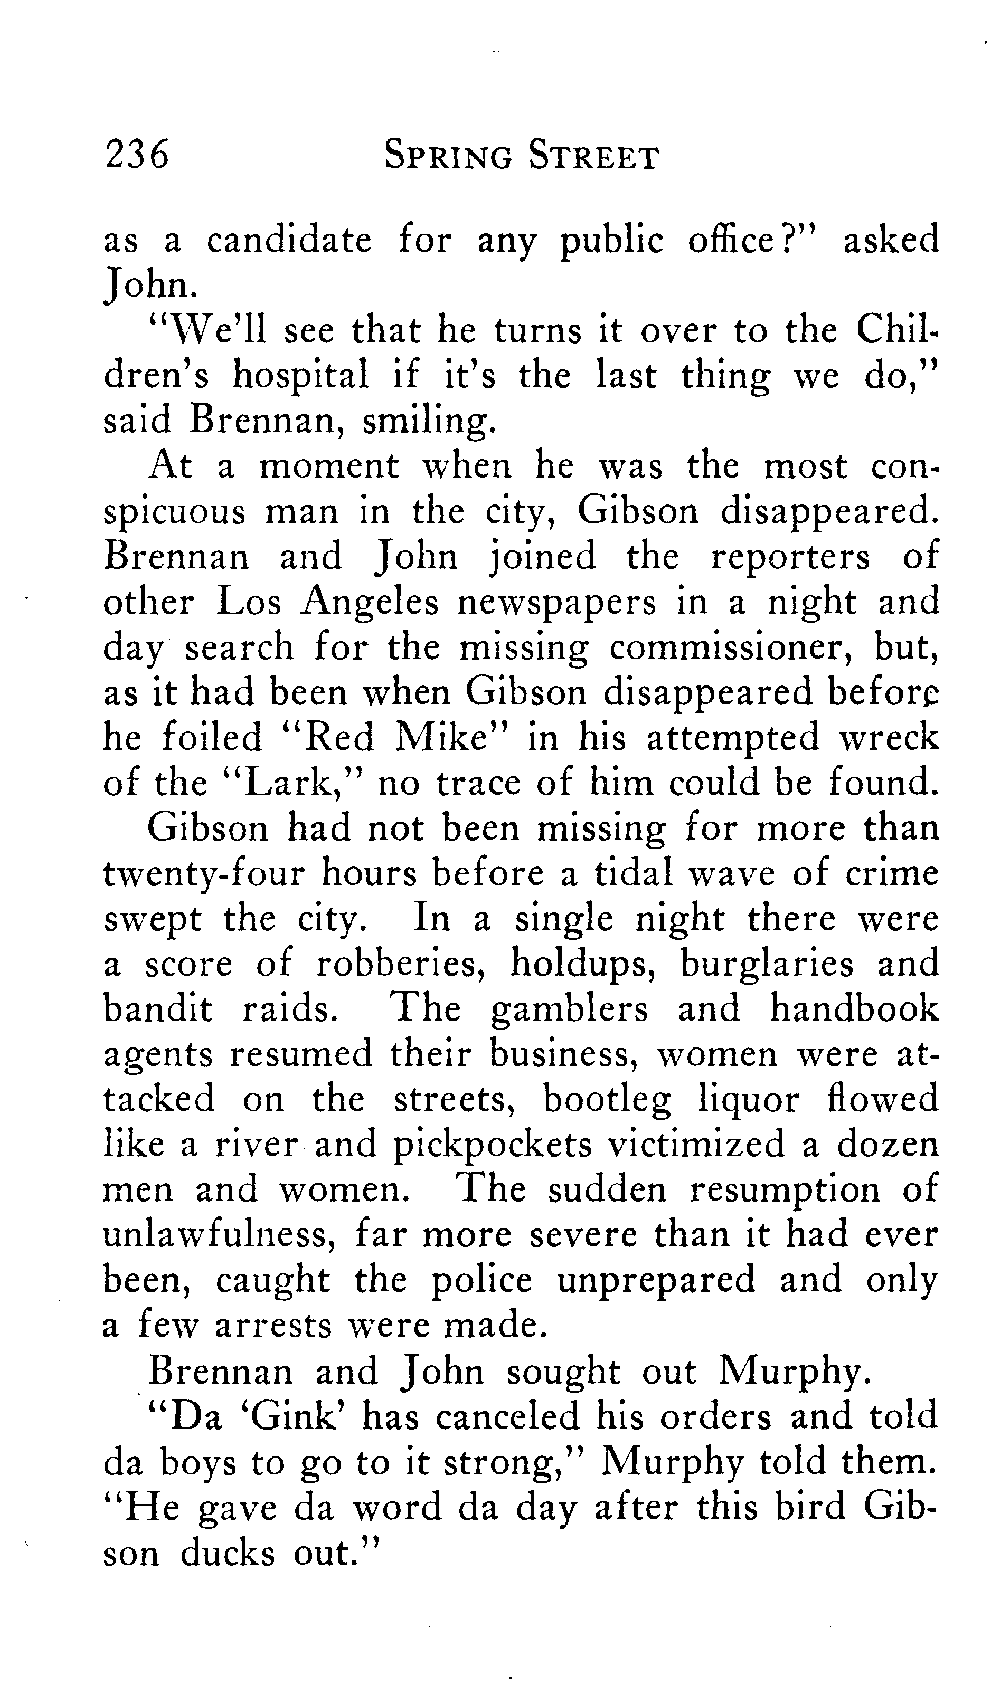 236 SPRING STREET
as a candidate for any public office?" asked
John.
"We'll see that he turns it over to the Chil-
dren's hospital if it's the last thing we do,"
said Brennan, smiling.
At a moment when he was the most con-
spicuous man in the city, Gibson disappeared.
Brennan and John joined the reporters of
other Los Angeles newspapers in a night and
day search for the missing commissioner, but,
as it had been when Gibson disappeared before
he foiled "Red Mike" in his attempted wreck
of the "Lark," no trace of him could be found.
Gibson had not been missing for more than
twenty-four hours before a tidal wave of crime
swept the city. In a single night there were
a score of robberies, holdups, burglaries and
bandit raids. The gamblers and handbook
agents resumed their business, women were at-
tacked on the streets, bootleg liquor flowed
like a river and pickpockets victimized a dozen
men and women. The sudden resumption of
unlawfulness, far more severe than it had ever
been, caught the police unprepared and only
a few arrests were made.
Brennan and John sought out Murphy.
"Da 'Gink' has canceled his orders and told
da boys to go to it strong," Murphy told them.
"He gave da word da day after this bird Gib-
son ducks out."